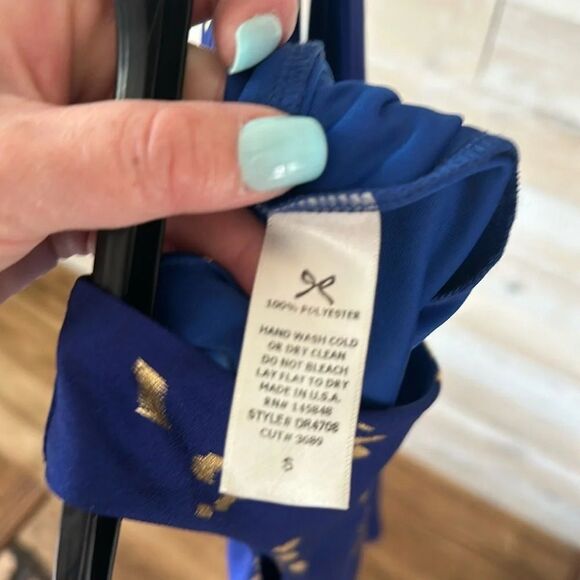 100% POLYESTER
HAND WASH COLD
OR DRY CLEAN
DO NOT BLEACH
LAY FLAT TO DRY
MADE IN U.S.A.
RN# 145848
STYLE# DR4708
CUT# 3089
S